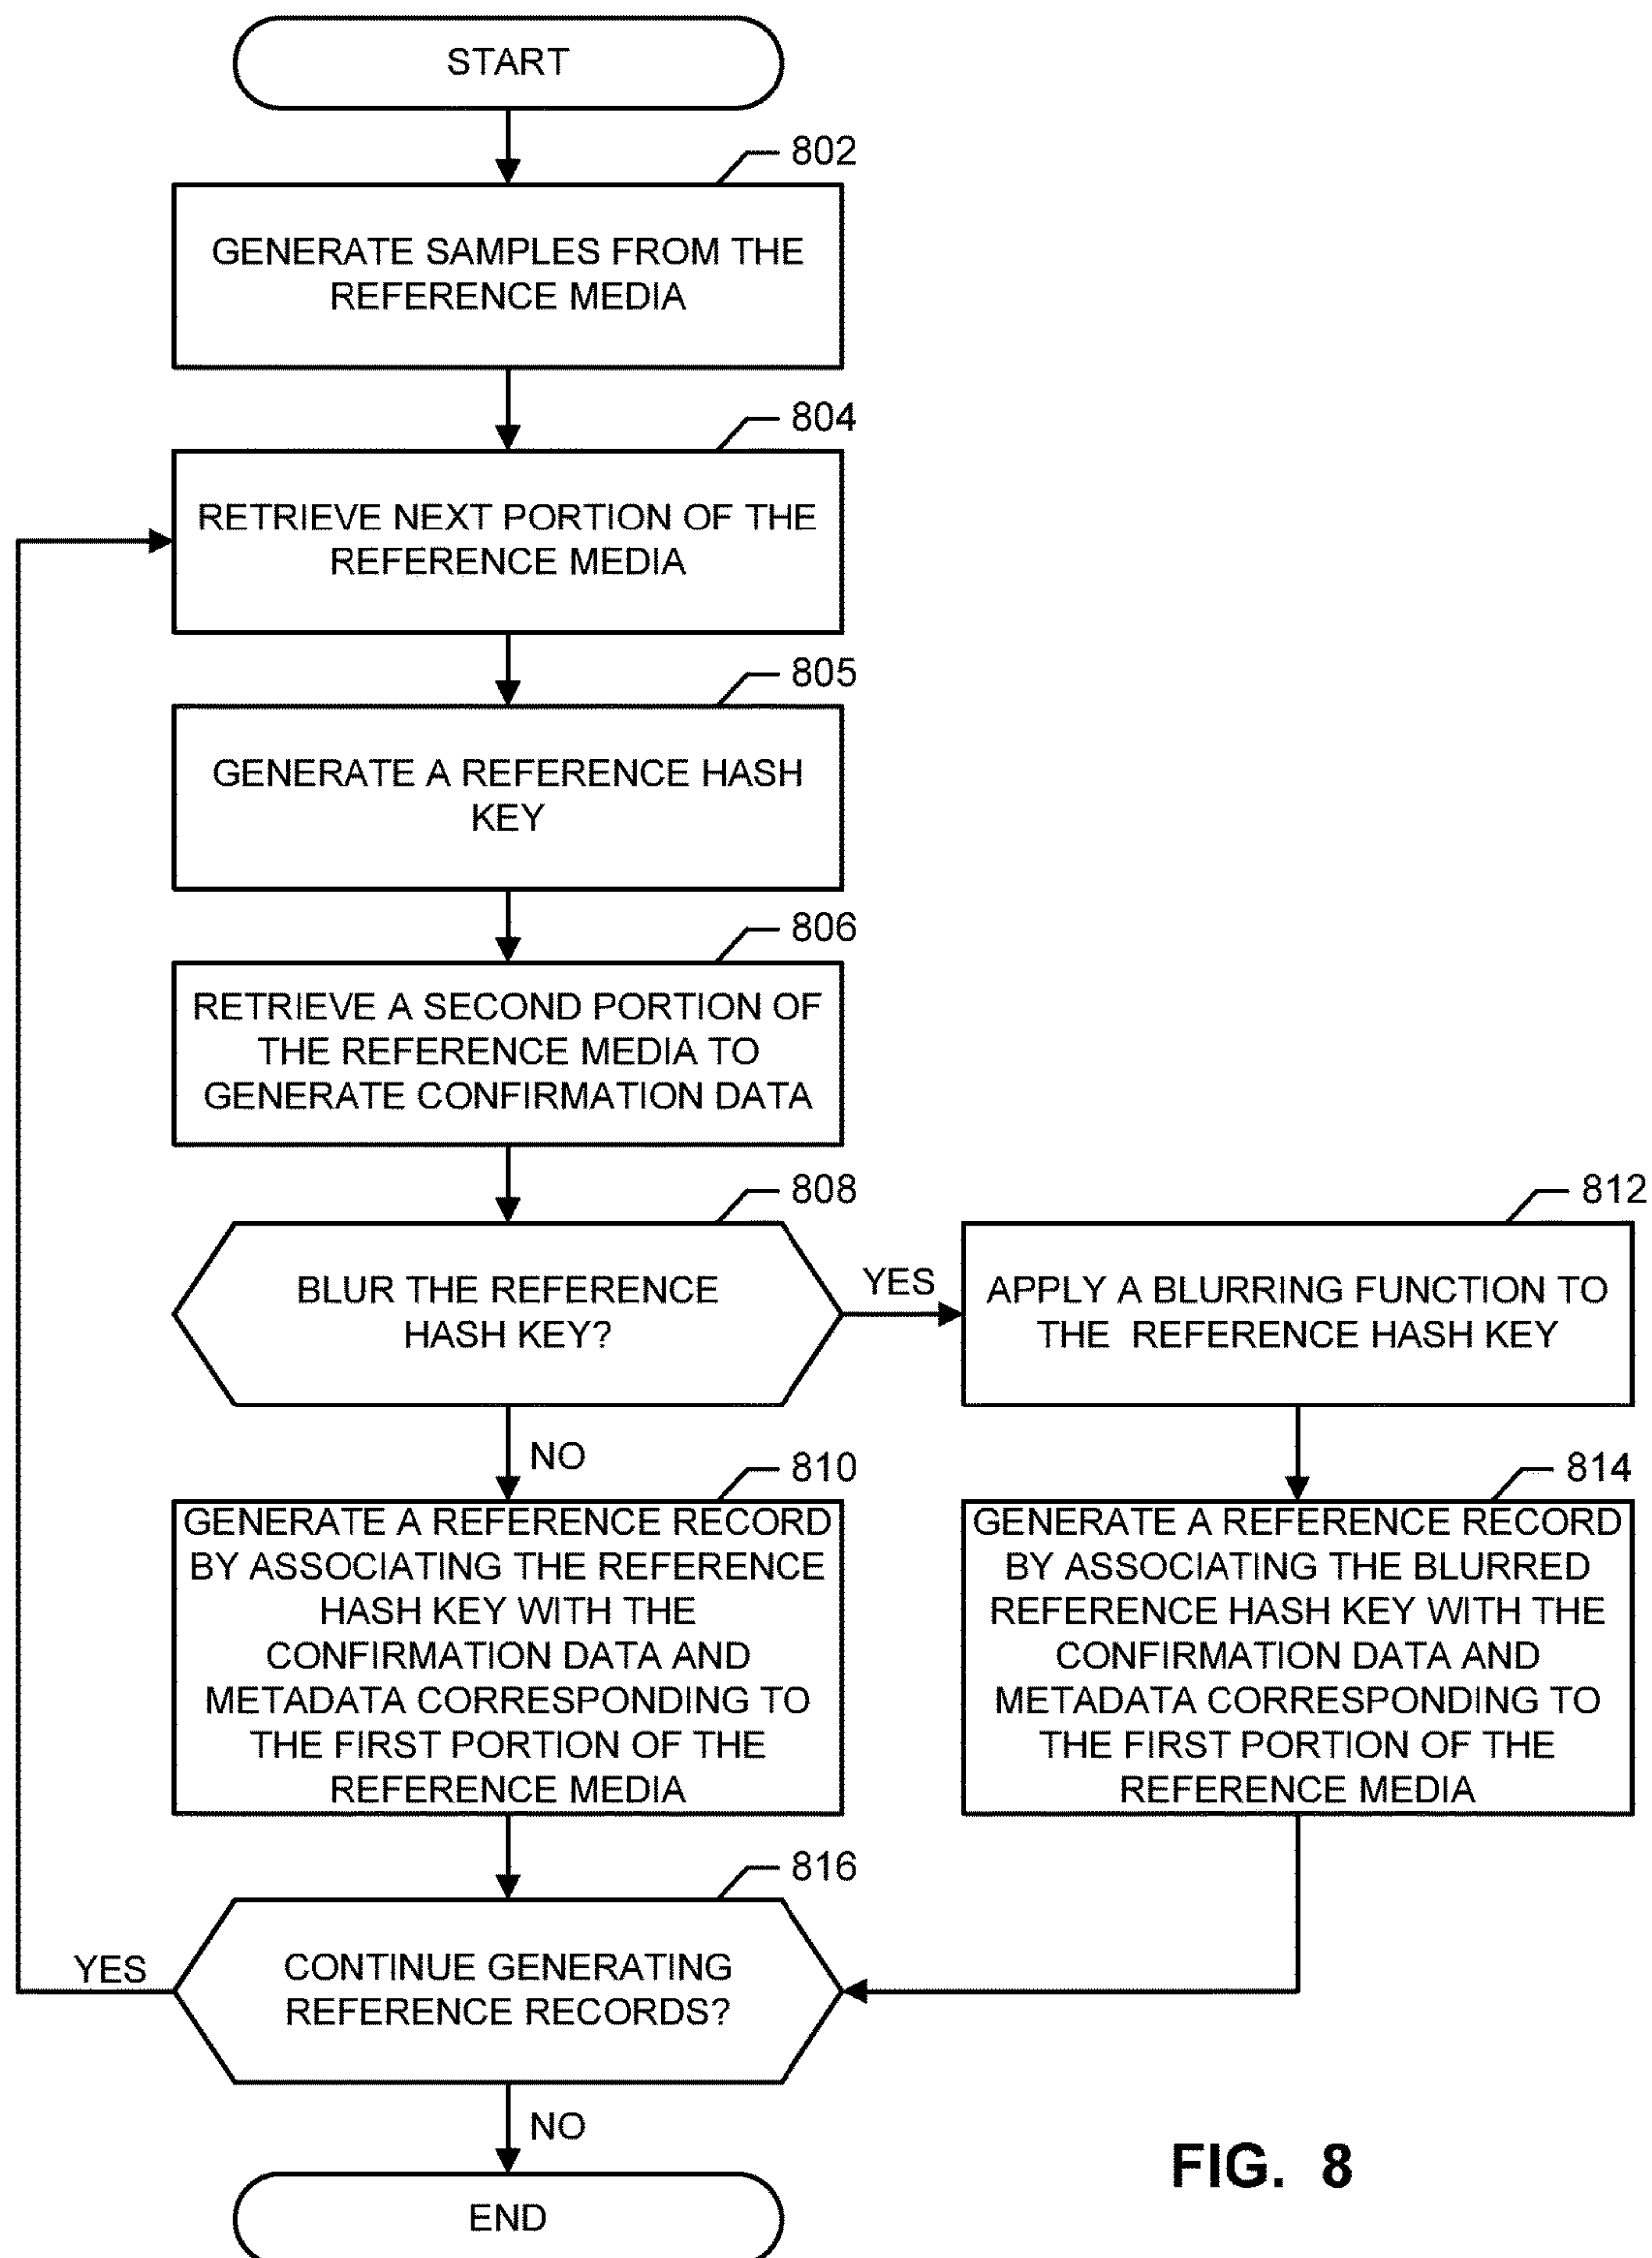 START
802
GENERATE SAMPLES FROM THE
REFERENCE MEDIA
804
RETRIEVE NEXT PORTION OF THE
REFERENCE MEDIA
805
GENERATE A REFERENCE HASH
KEY
806
RETRIEVE A SECOND PORTION OF
THE REFERENCE MEDIA TO
GENERATE CONFIRMATION DATA
808
BLUR THE REFERENCE
HASH KEY?
YES
812
APPLY A BLURRING FUNCTION TO
THE REFERENCE HASH KEY
NO
810
GENERATE A REFERENCE RECORD
BY ASSOCIATING THE REFERENCE
HASH KEY WITH THE
CONFIRMATION DATA AND
METADATA CORRESPONDING TO
THE FIRST PORTION OF THE
REFERENCE MEDIA
814
GENERATE A REFERENCE RECORD
BY ASSOCIATING THE BLURRED
REFERENCE HASH KEY WITH THE
CONFIRMATION DATA AND
METADATA CORRESPONDING TO
THE FIRST PORTION OF THE
REFERENCE MEDIA
816
YES
CONTINUE GENERATING
REFERENCE RECORDS?
NO
END
FIG. 8